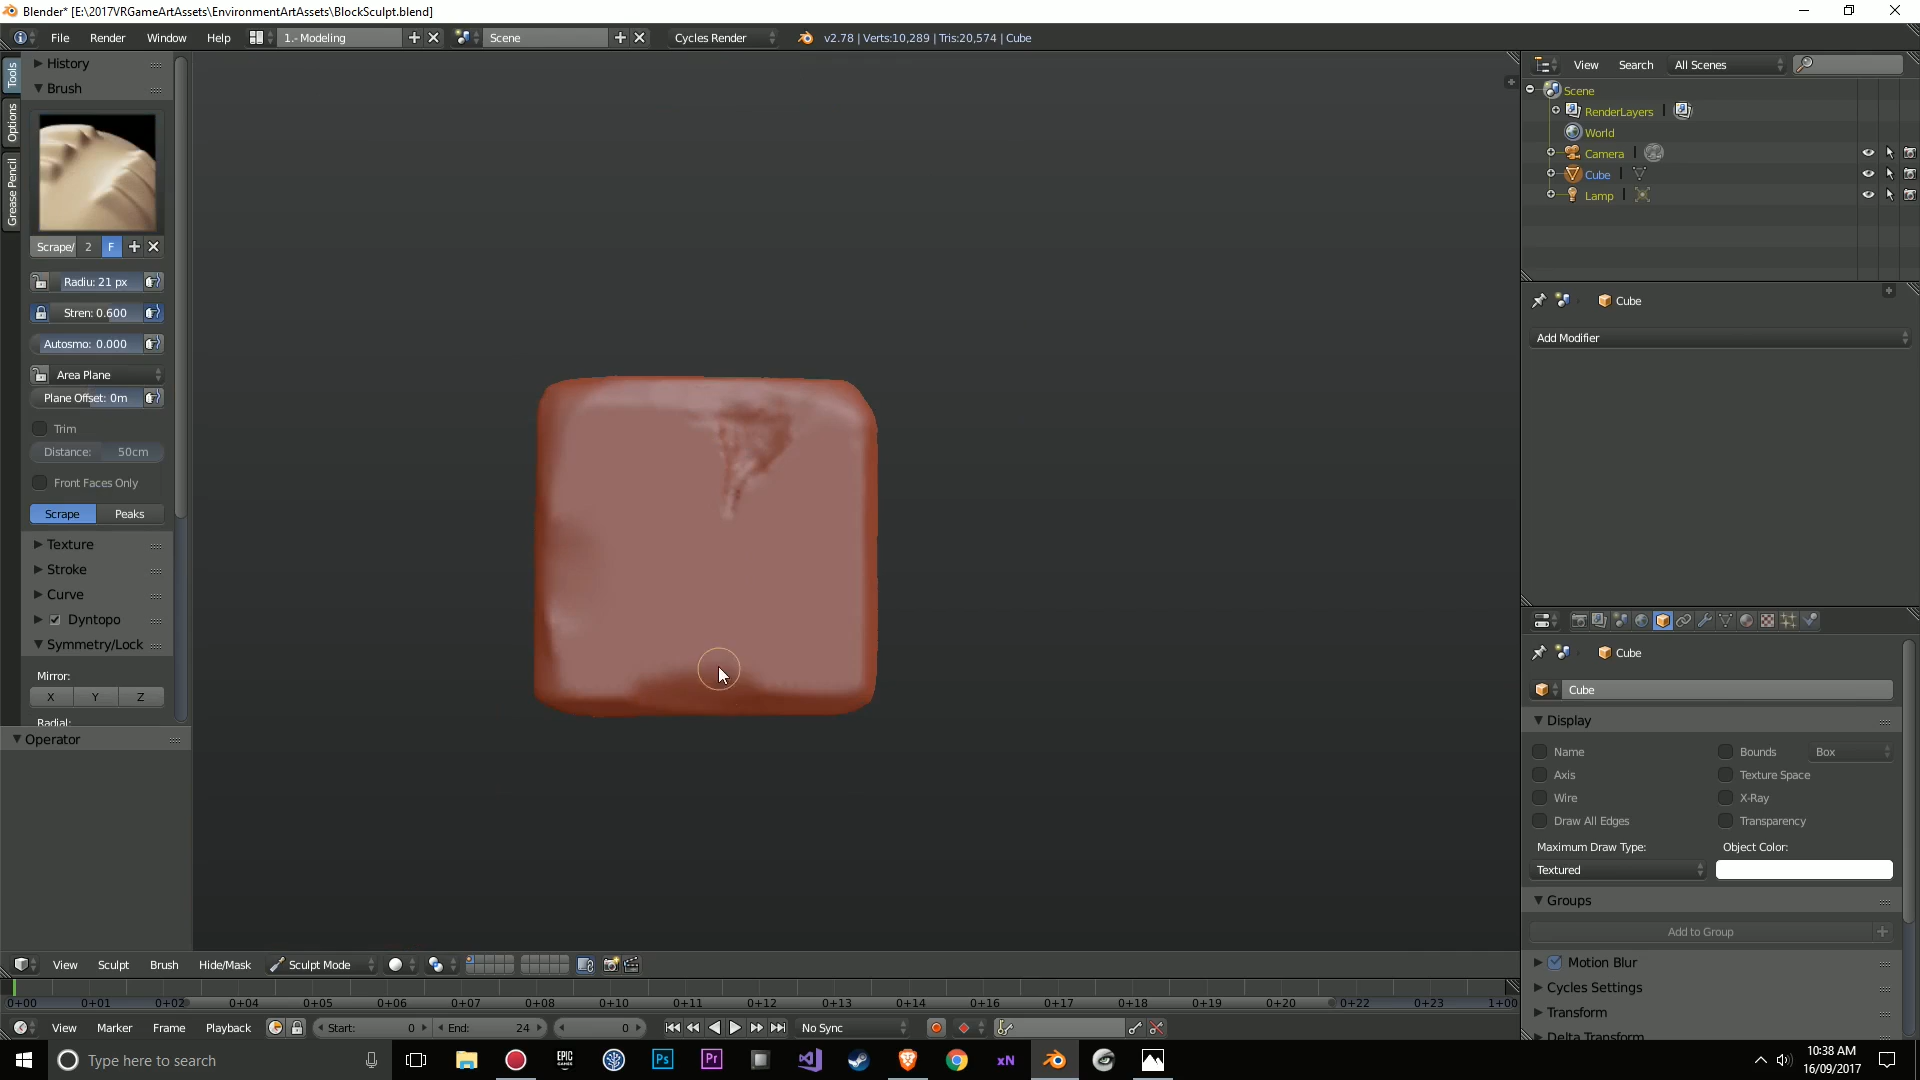 Blender* [E:\2017VRGameArtAssets\EnvironmentArtAssets\BlockSculpt.blend]
File Render Window Help 1.- Modeling Scene Cycles Render v2.78 | Verts:10,289 | Tris:20,574 | Cube
Tools
Options
Grease Pencil
History
Brush
Scrape/ 2 F
Radiu: 21 px
Stren: 0.600
Autosmo: 0.000
Area Plane
Plane Offset: 0m
Trim
Distance: 50cm
Front Faces Only
Scrape Peaks
Texture
Stroke
Curve
Dyntopo
Symmetry/Lock
Mirror:
X Y Z
Radial:
Operator
View Search All Scenes
Scene
RenderLayers
World
Camera
Cube
Lamp
Cube
Add Modifier
Cube
Cube
Display
Name Bounds Box
Axis Texture Space
Wire X-Ray
Draw All Edges Transparency
Maximum Draw Type: Object Color:
Textured
Groups
Add to Group
Motion Blur
Cycles Settings
Transform
Delta Transform
View Sculpt Brush Hide/Mask Sculpt Mode
0+00 0+01 0+02 0+04 0+05 0+06 0+07 0+08 0+10 0+11 0+12 0+13 0+14 0+16 0+17 0+18 0+19 0+20 0+22 0+23 1+00
View Marker Frame Playback Start: 0 End: 24 0 No Sync
Type here to search
EPIC GAMES
Ps
Pr
xN
10:38 AM
16/09/2017